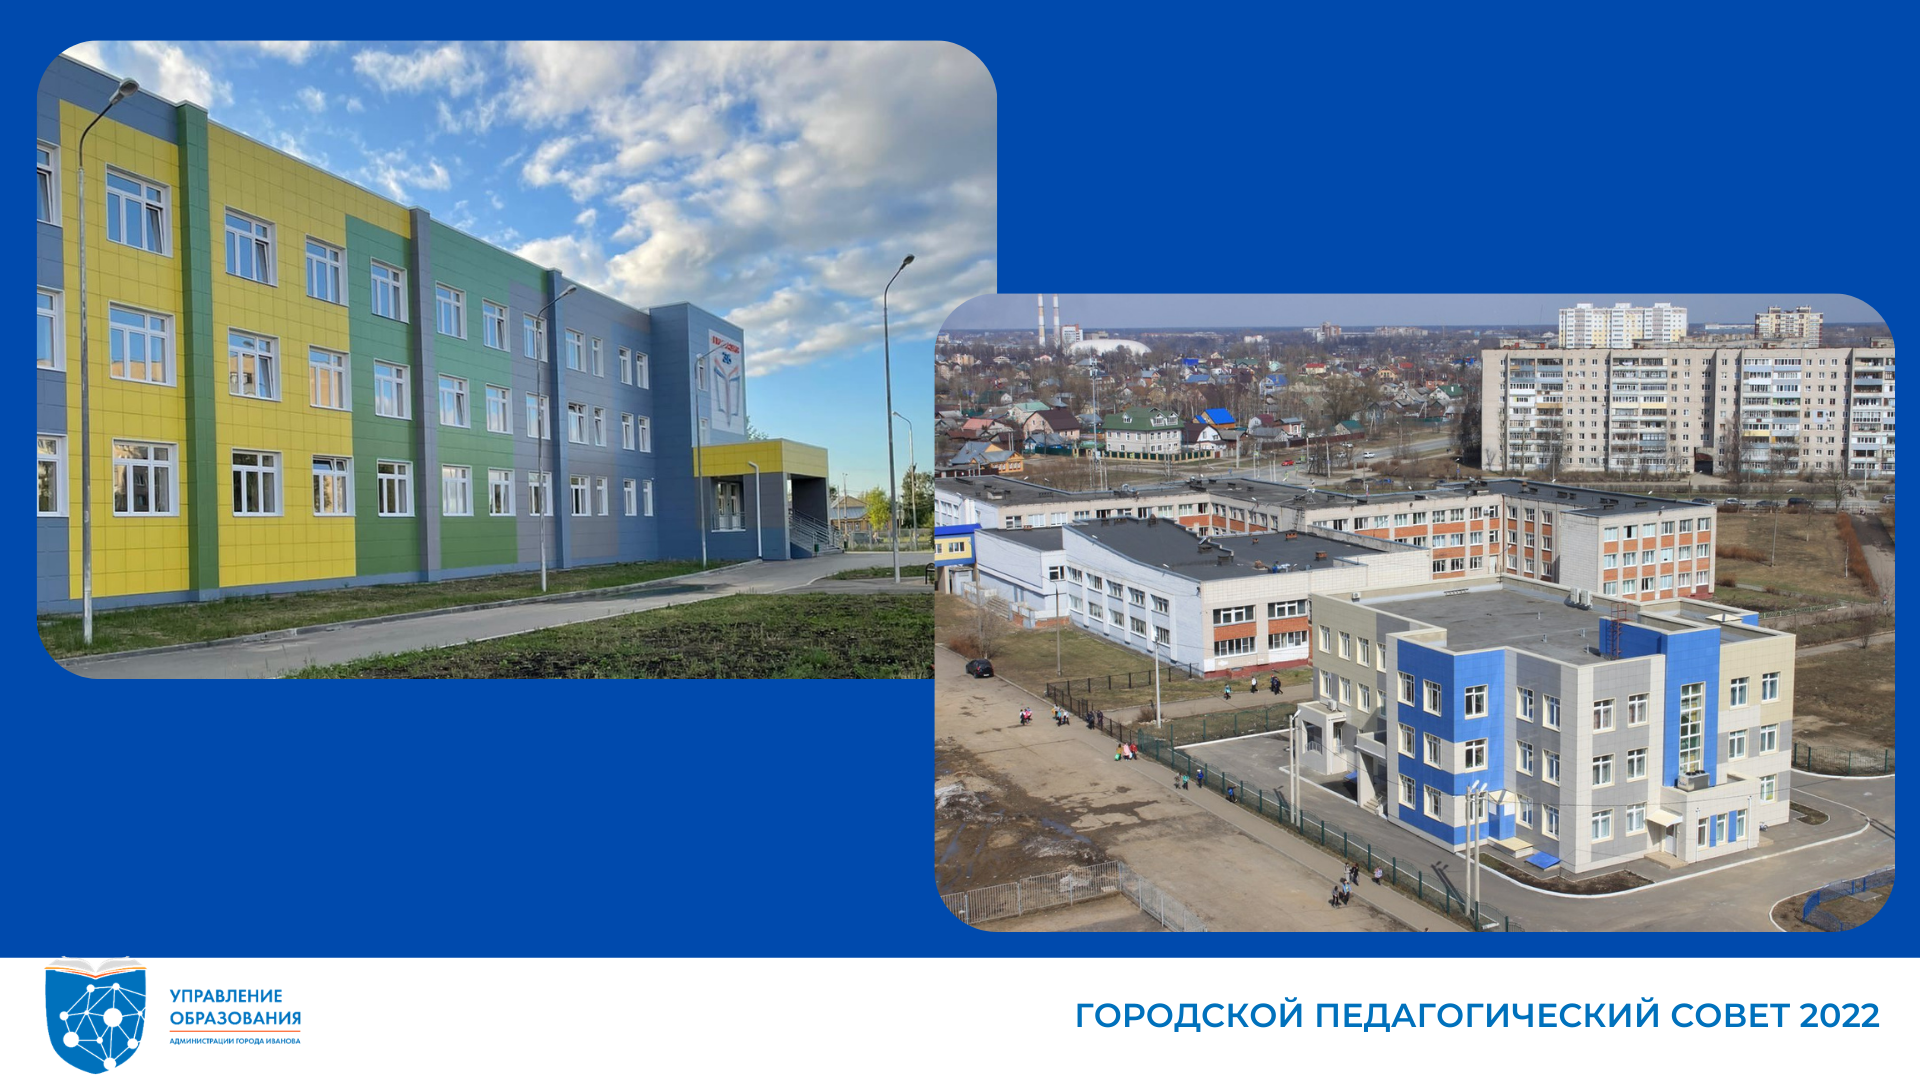 УПРАВЛЕНИЕ
ОБРАЗОВАНИЯ
АДМИНИСТРАЦИИ ГОРОДА ИВАНОВА
ГОРОДСКОЙ ПЕДАГОГИЧЕСКИЙ СОВЕТ 2022